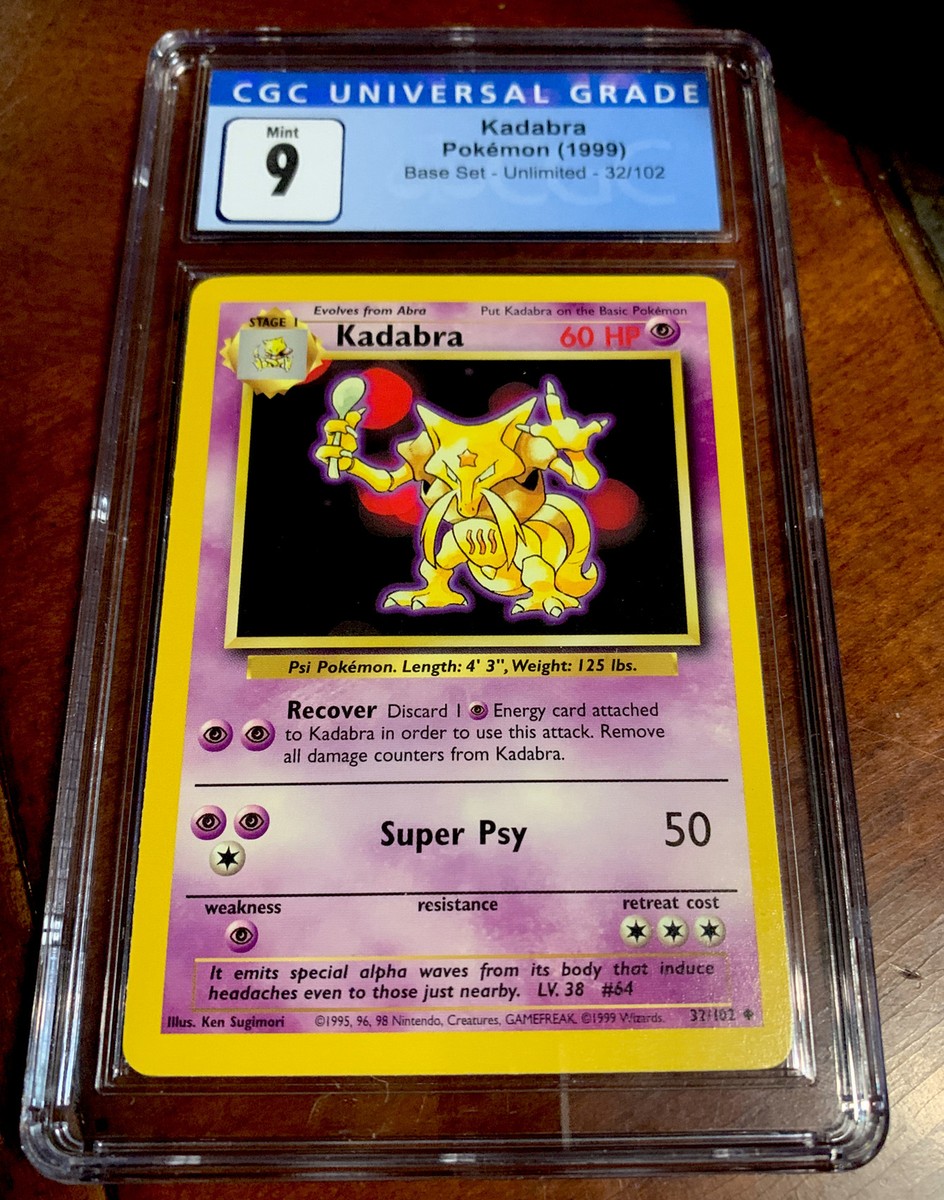 CGC UNIVERSAL GRADE
Mint
9
Kadabra
Pokémon (1999)
Base Set - Unlimited - 32/102
Evolves from Abra
Put Kadabra on the Basic Pokémon
STAGE 1
Kadabra
60 HP
Psi Pokémon. Length: 4' 3", Weight: 125 lbs.
Recover Discard 1 Energy card attached
to Kadabra in order to use this attack. Remove
all damage counters from Kadabra.
Super Psy
50
weakness
resistance
retreat cost
It emits special alpha waves from its body that induce
headaches even to those just nearby. LV. 38 #64
Illus. Ken Sugimori
©1995, 96, 98 Nintendo, Creatures, GAMEFREAK. ©1999 Wizards.
32/102